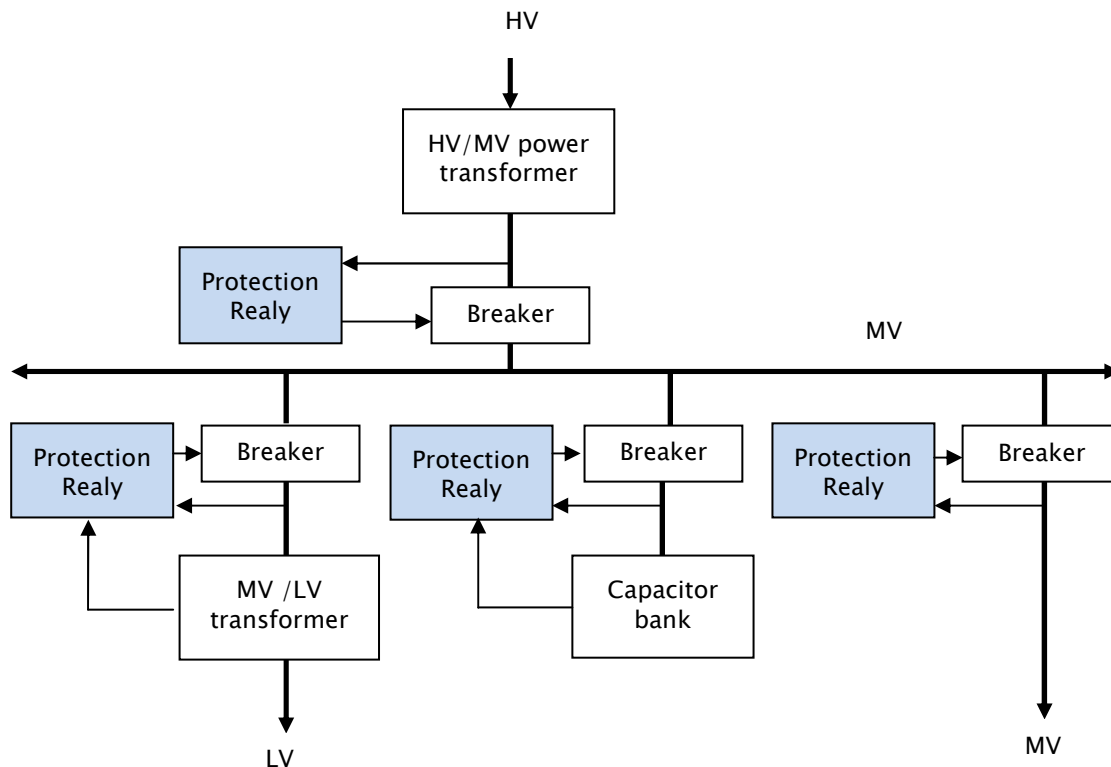 HV
HV/MV power
transformer
Protection
Realy
Breaker
MV
Protection
Realy
Breaker
Protection
Realy
Breaker
Protection
Realy
Breaker
MV /LV
transformer
Capacitor
bank
LV
MV